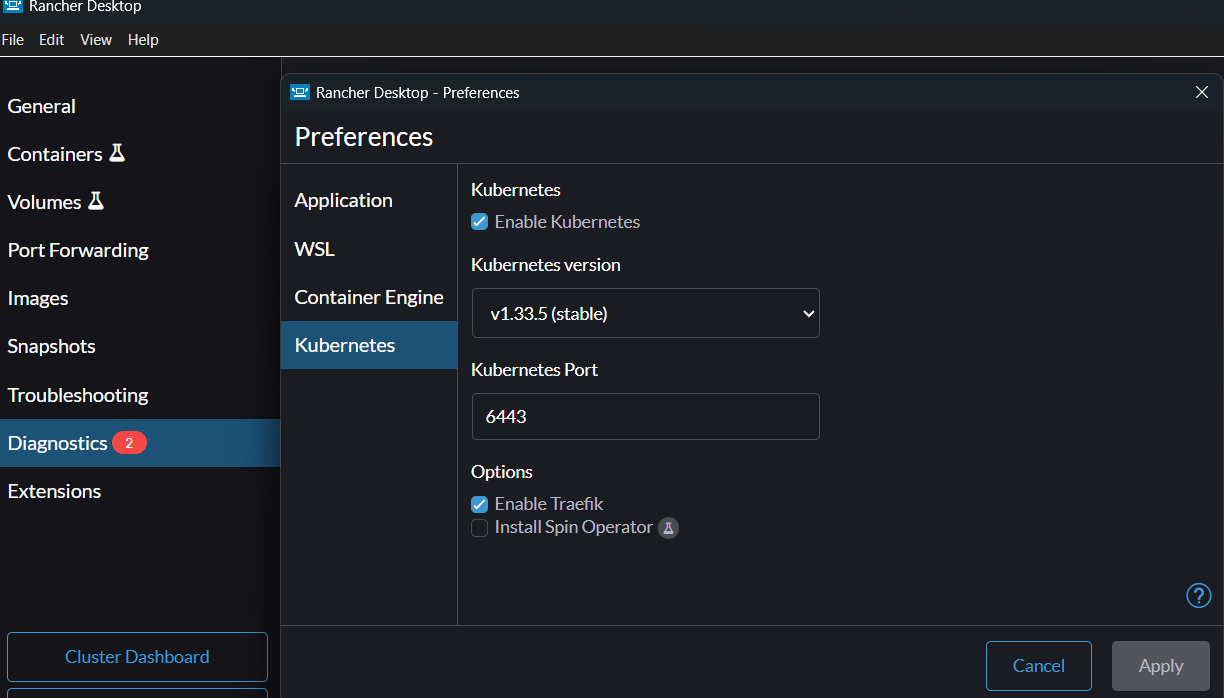 Rancher Desktop
File Edit View Help
General
Containers
Volumes
Port Forwarding
Images
Snapshots
Troubleshooting
Diagnostics 2
Extensions
Cluster Dashboard
Rancher Desktop - Preferences
Preferences
Application
WSL
Container Engine
Kubernetes
Kubernetes
Enable Kubernetes
Kubernetes version
v1.33.5 (stable)
Kubernetes Port
6443
Options
Enable Traefik
Install Spin Operator
?
Cancel Apply